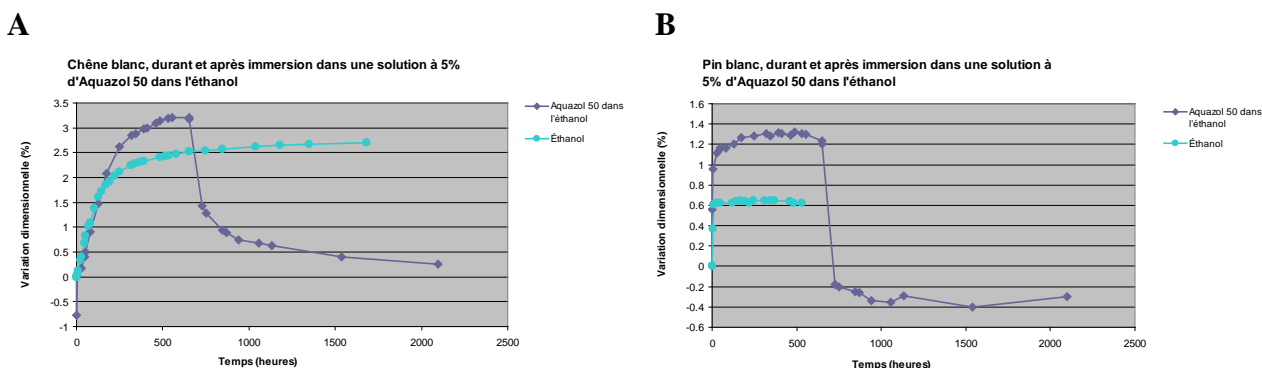 A
Chêne blanc, durant et après immersion dans une solution à 5%
d'Aquazol 50 dans l'éthanol
3.5
3
2.5
2
1.5
1
0.5
0
-0.5
-1
Variation dimensionnelle (%)
0 500 1000 1500 2000 2500
Temps (heures)
Aquazol 50 dans
l'éthanol
Éthanol
B
Pin blanc, durant et après immersion dans une solution à
5% d'Aquazol 50 dans l'éthanol
1.6
1.4
1.2
1
0.8
0.6
0.4
0.2
0
-0.2
-0.4
-0.6
Variation dimensionnelle (%)
0 500 1000 1500 2000 2500
Temps (heures)
Aquazol 50 dans
l'éthanol
Éthanol